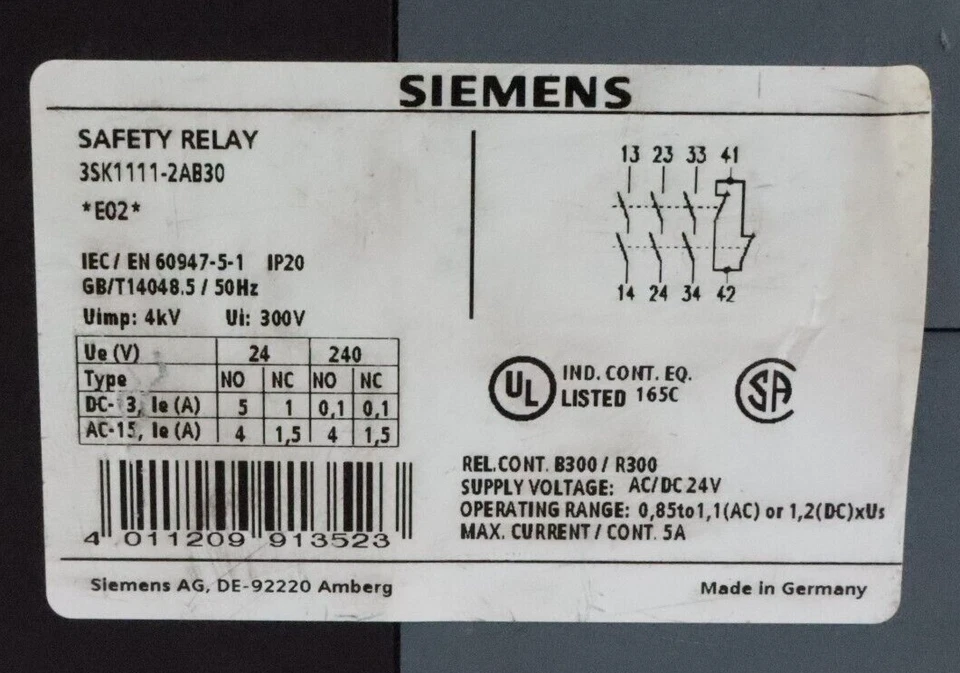 SIEMENS
SAFETY RELAY
3SK1111-2AB30
*E02*
IEC/ EN 60947-5-1 IP20
GB/T14048.5 / 50Hz
Uimp: 4kV Ui: 300V
Ue (V) 24 240
Type NO NC NO NC
DC- 3, Ie (A) 5 1 0,1 0,1
AC-15, Ie (A) 4 1,5 4 1,5
4 011209 913523
13 23 33 41
14 24 34 42
UL IND. CONT. EQ.
LISTED 165C
SA
REL.CONT. B300 / R300
SUPPLY VOLTAGE: AC/DC 24V
OPERATING RANGE: 0,85to1,1(AC) or 1,2(DC)xUs
MAX. CURRENT / CONT. 5A
Siemens AG, DE-92220 Amberg
Made in Germany